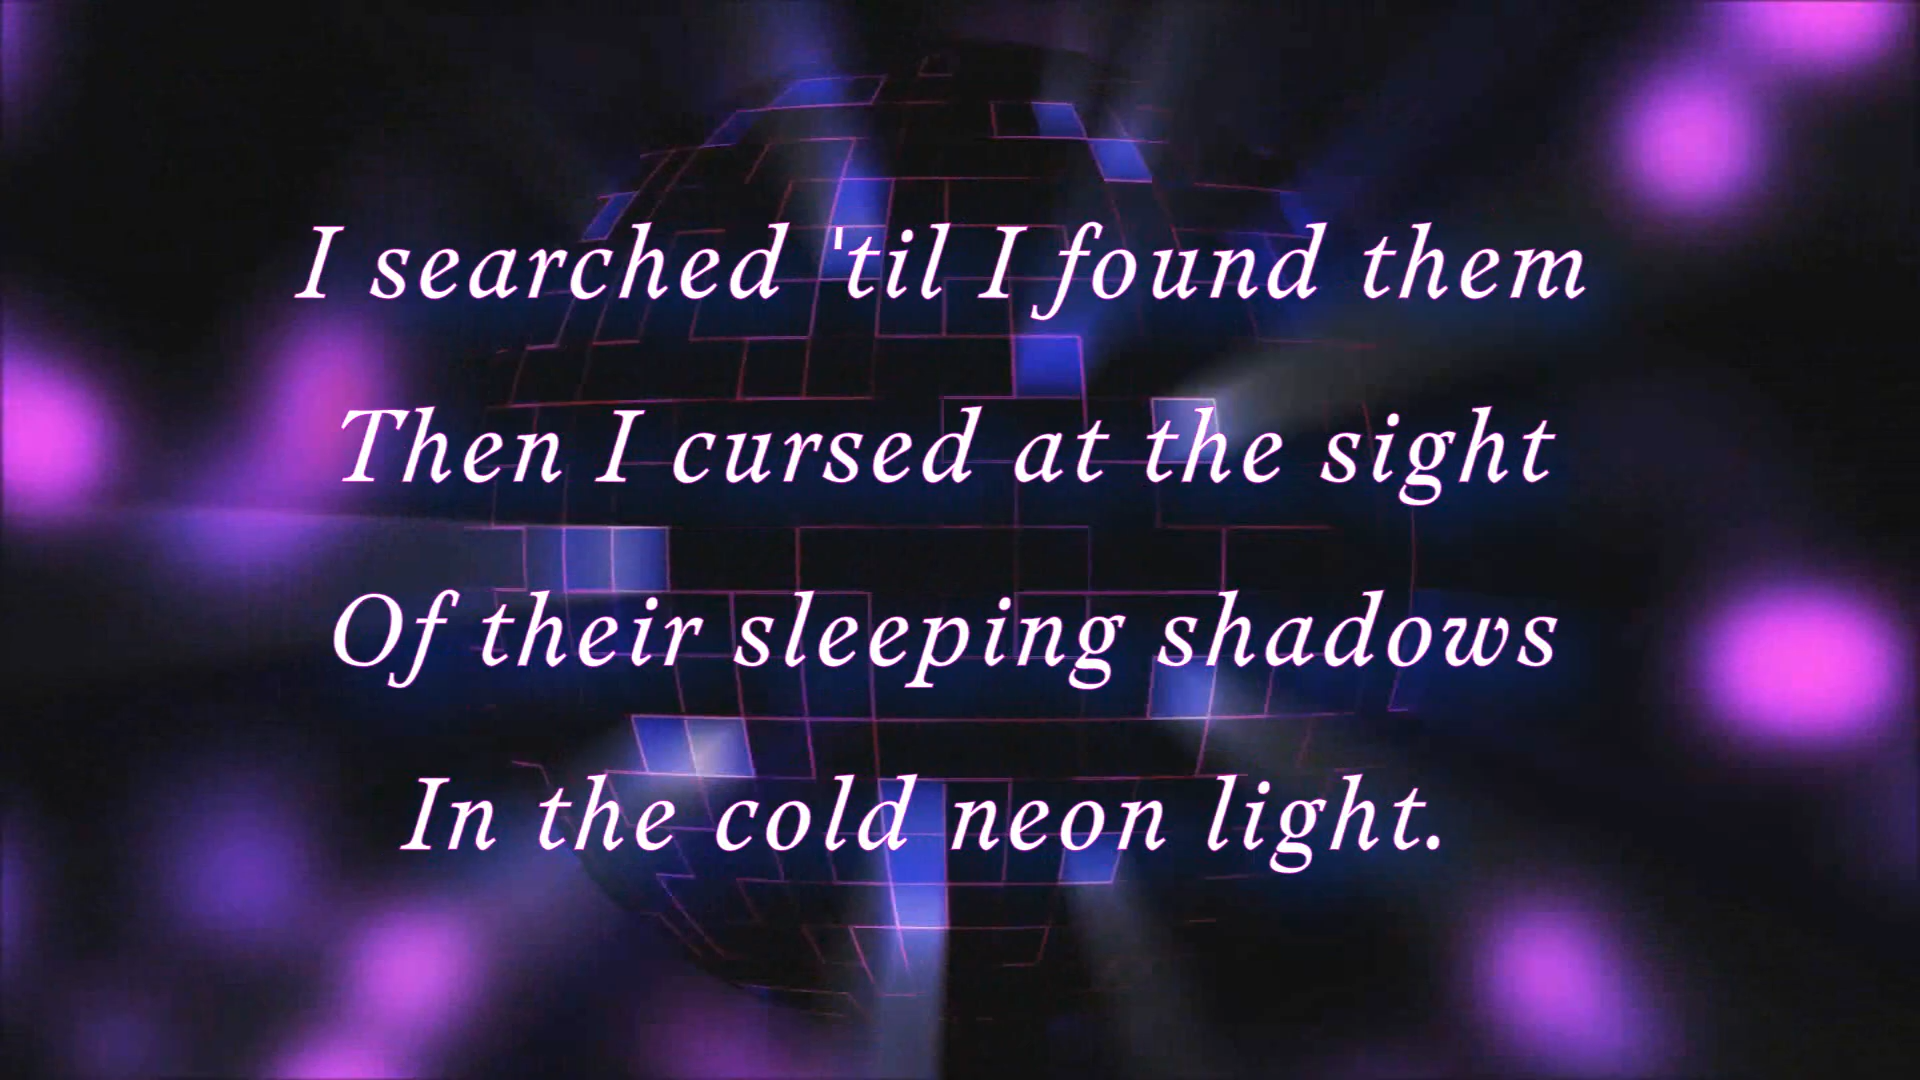 I searched 'til I found them
Then I cursed at the sight
Of their sleeping shadows
In the cold neon light.